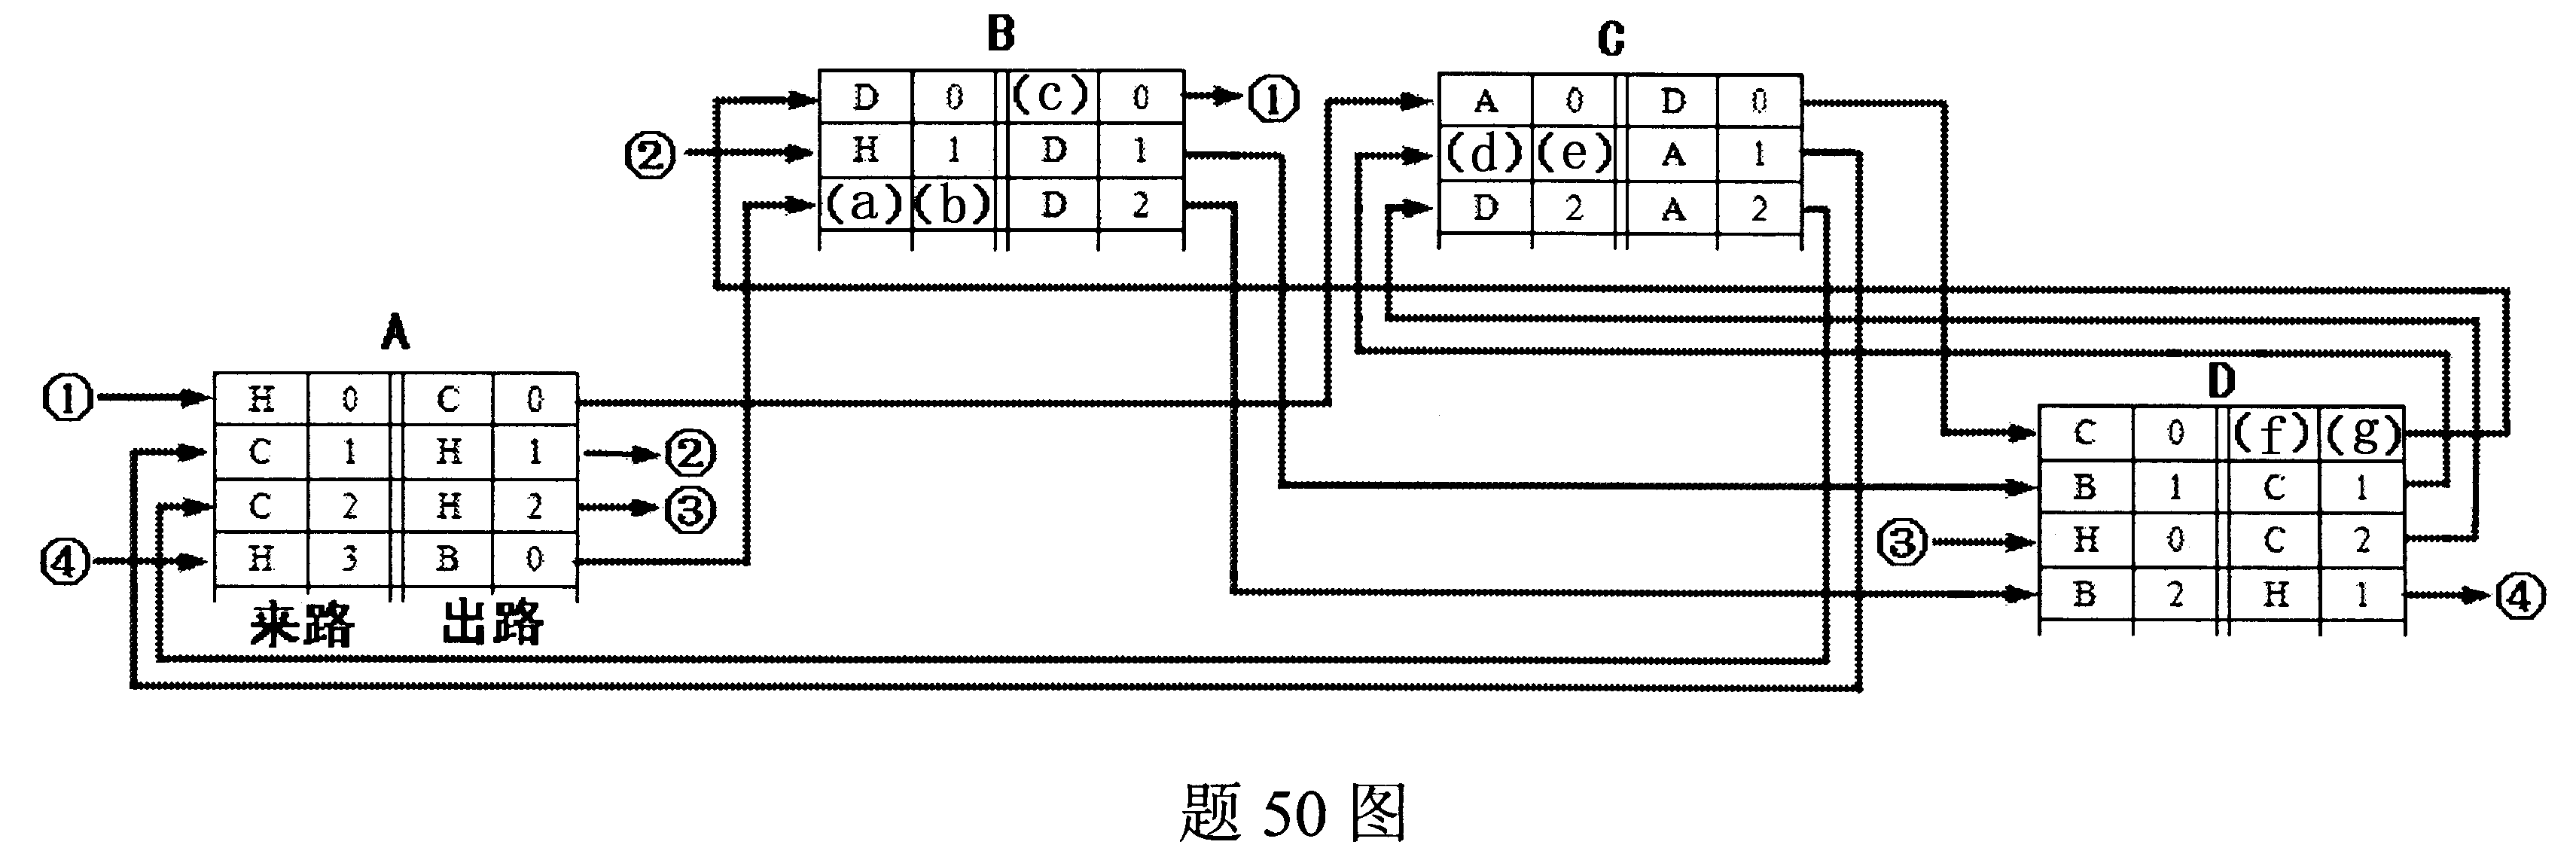 B
D 0 (c) 0 ①
② H 1 D 1
(a) (b) D 2
C
A 0 D 0
(d) (e) A 1
D 2 A 2
A
① H 0 C 0
C 1 H 1 ②
C 2 H 2 ③
④ H 3 B 0
来路 出路
D
C 0 (f) (g)
B 1 C 1
③ H 0 C 2
B 2 H 1 ④
题 50 图